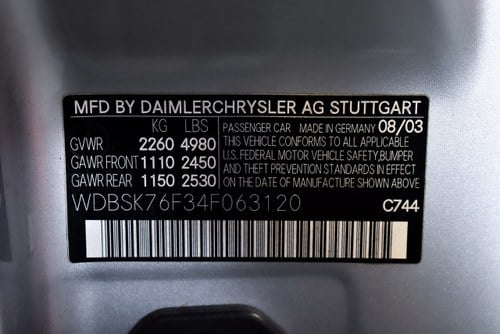 MFD BY DAIMLERCHRYSLER AG STUTTGART
KG LBS PASSENGER CAR MADE IN GERMANY 08/03
GVWR 2260 4980 THIS VEHICLE CONFORMS TO ALL APPLICABLE
GAWR FRONT 1110 2450 U.S. FEDERAL MOTOR VEHICLE SAFETY,BUMPER
AND THEFT PREVENTION STANDARDS IN EFFECT
GAWR REAR 1150 2530 ON THE DATE OF MANUFACTURE SHOWN ABOVE.
WDBSK76F34F063120 C744